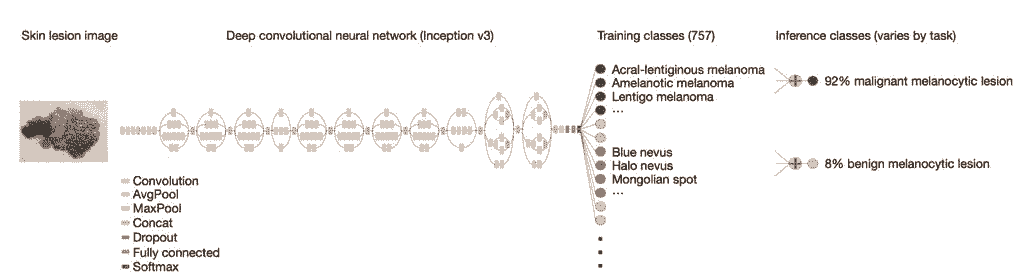 Skin lesion image
Deep convolutional neural network (Inception v3)
Training classes (757)
Inference classes (varies by task)
Convolution
AvgPool
MaxPool
Concat
Dropout
Fully connected
Softmax
Acral-lentiginous melanoma
Amelanotic melanoma
Lentigo melanoma
...
Blue nevus
Halo nevus
Mongolian spot
...
92% malignant melanocytic lesion
8% benign melanocytic lesion